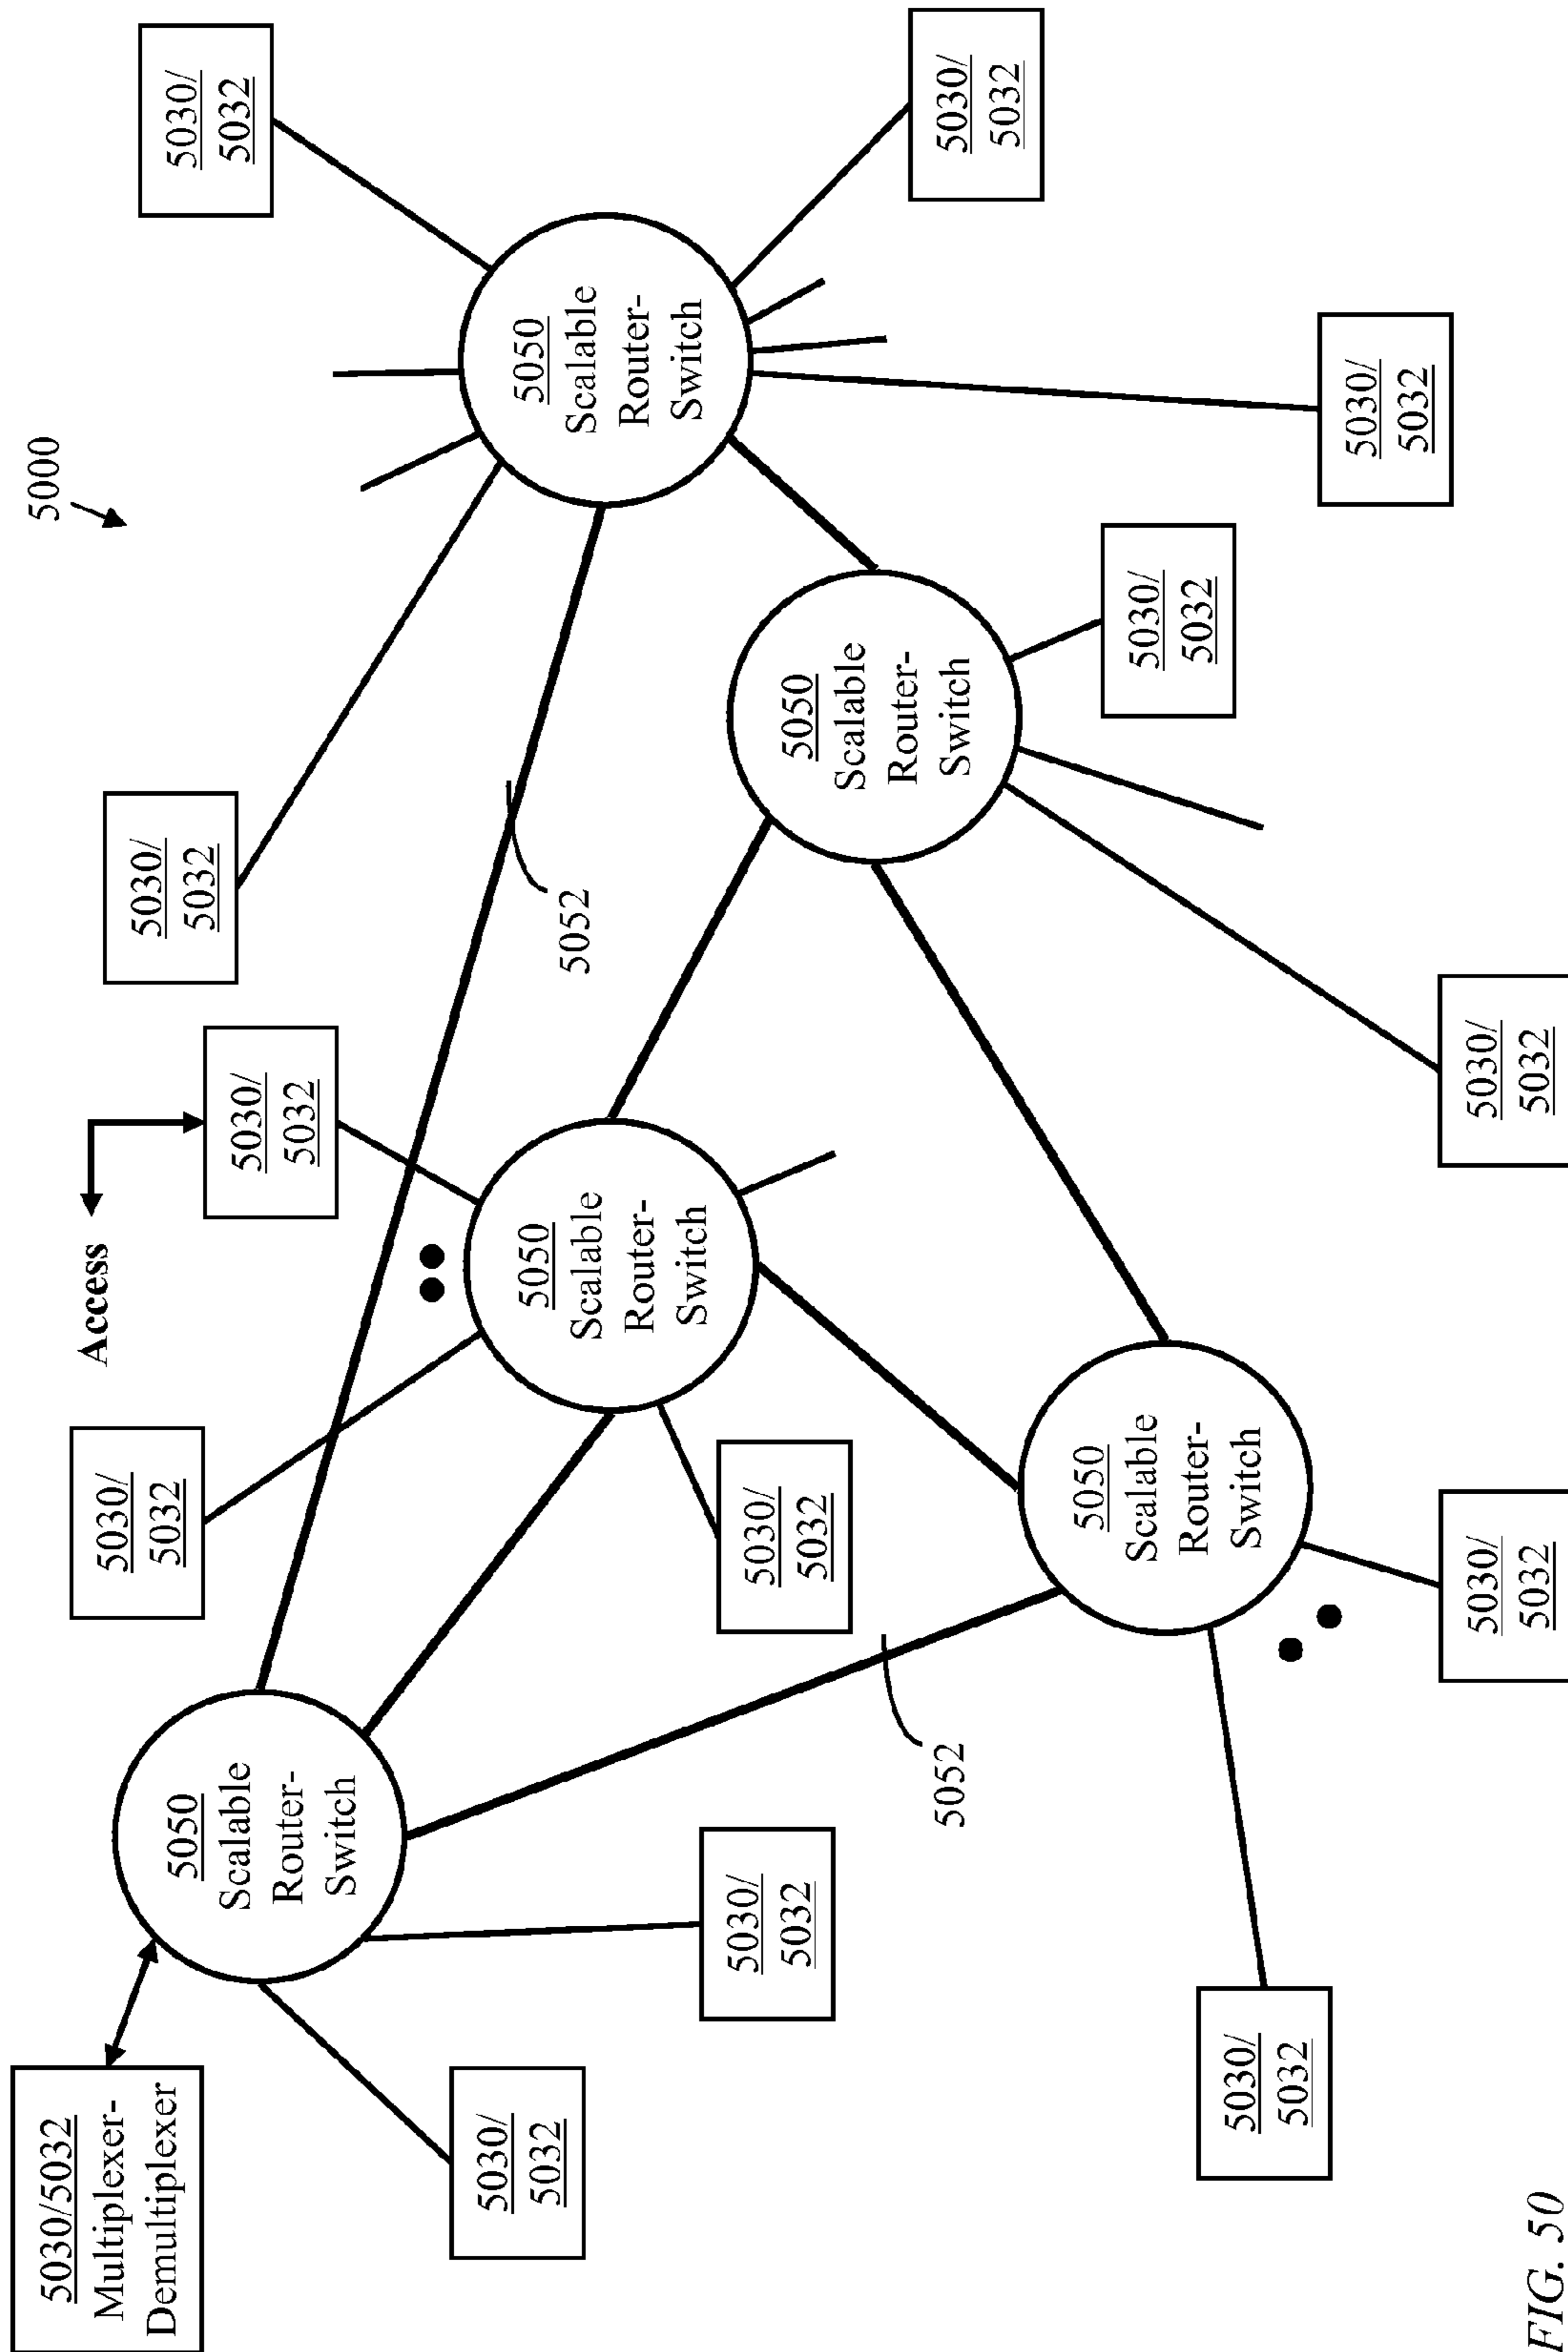 5000
5030/5032
Multiplexer-
Demultiplexer
Access
5030/
5032
5030/
5032
5030/
5032
5050
Scalable
Router-
Switch
5030/
5032
5030/
5032
5050
Scalable
Router-
Switch
5050
Scalable
Router-
Switch
5052
5030/
5032
5030/
5032
5050
Scalable
Router-
Switch
5030/
5032
5052
5050
Scalable
Router-
Switch
5030/
5032
5030/
5032
5030/
5032
5030/
5032
5030/
5032
FIG. 50